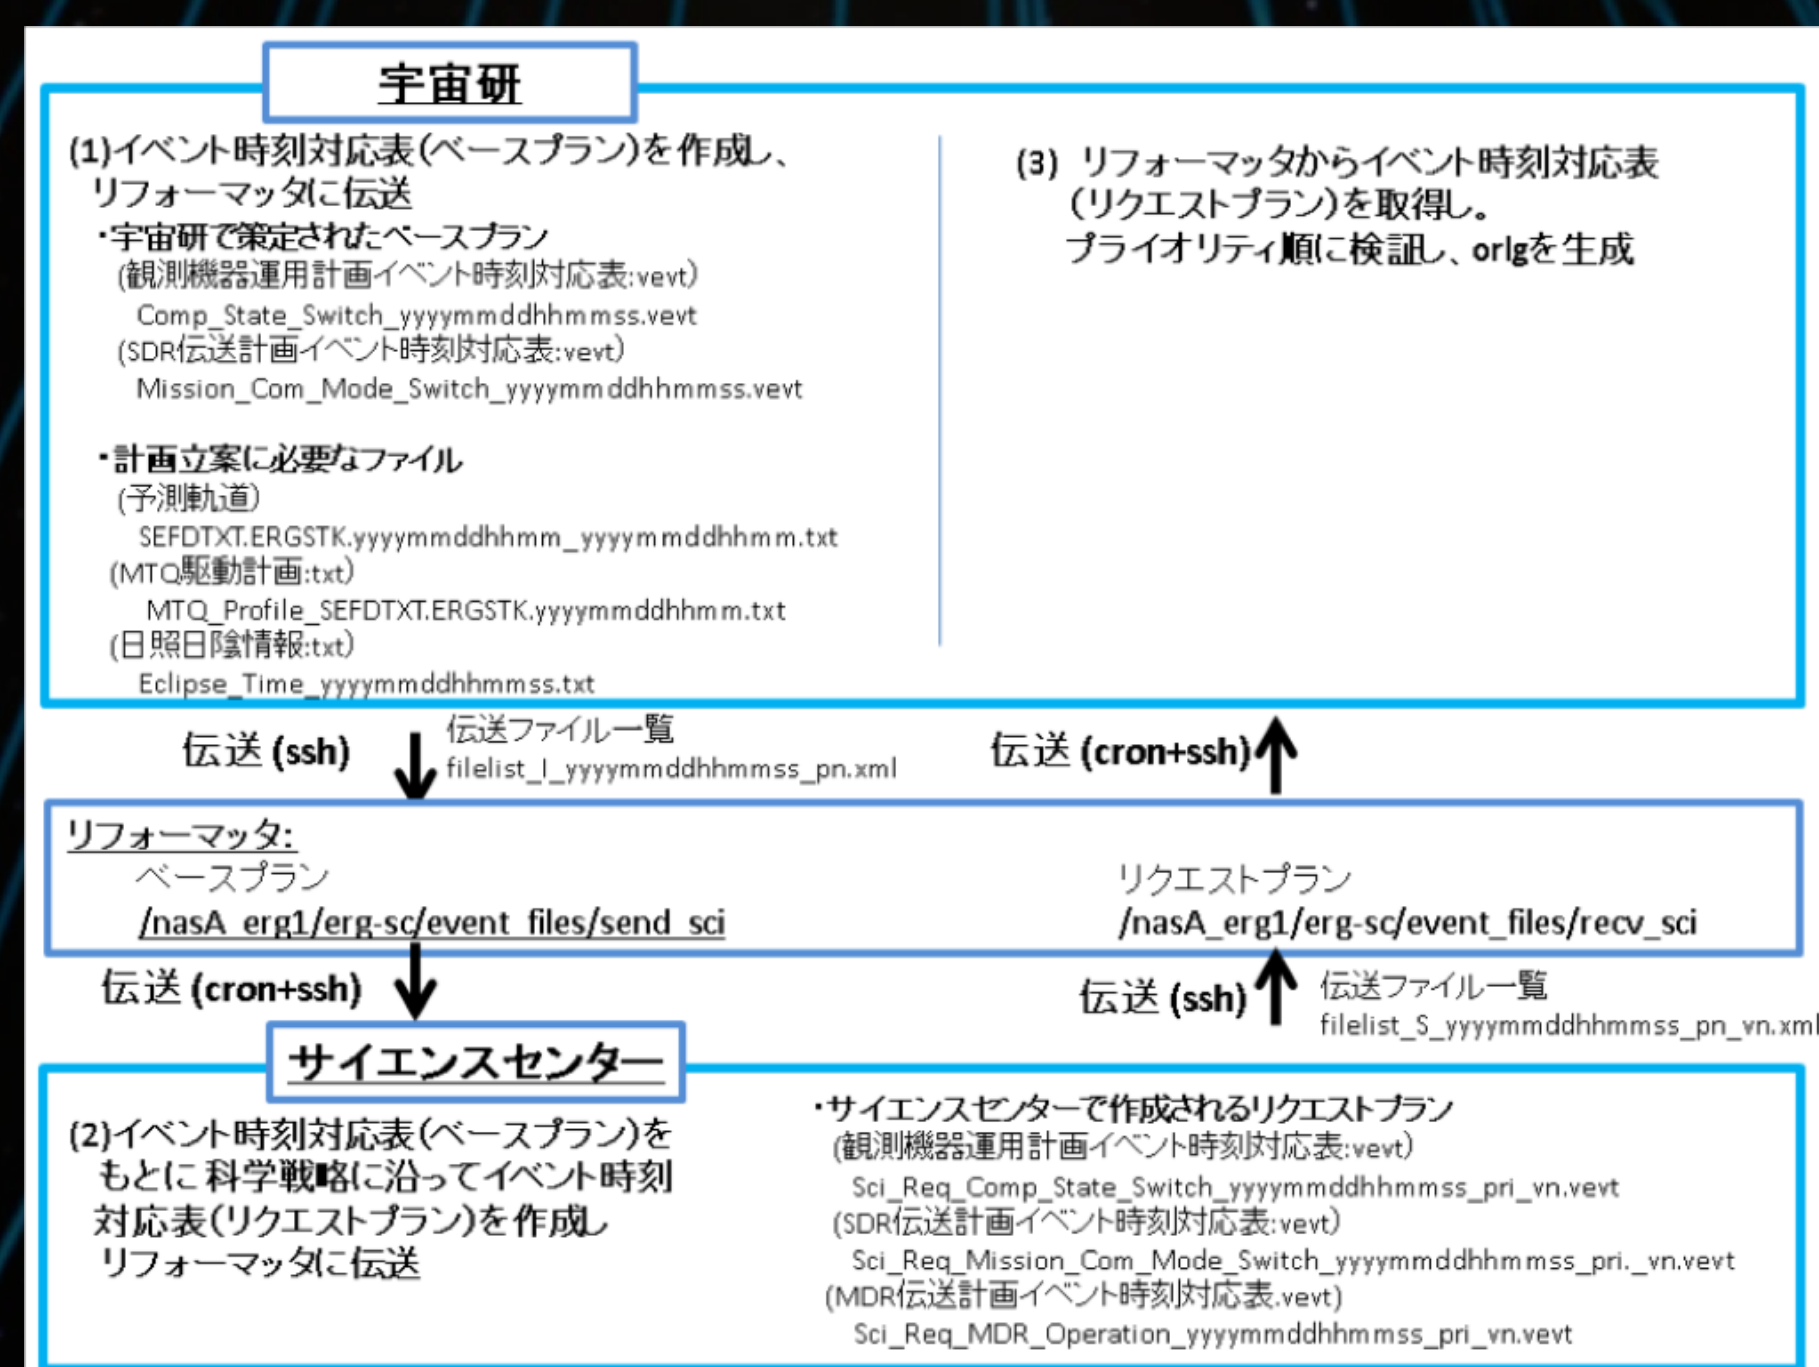 宇宙研
(1)イベント時刻対応表(ベースプラン)を作成し、
リフォーマッタに伝送
・宇宙研で策定されたベースプラン
(観測機器運用計画イベント時刻対応表:vevt)
Comp_State_Switch_yyyymmddhhmmss.vevt
(SDR伝送計画イベント時刻対応表:vevt)
Mission_Com_Mode_Switch_yyyymmddhhmmss.vevt
・計画立案に必要なファイル
(予測軌道)
SEFDTXT.ERGSTK.yyyymmddhhmm_yyyymmddhhmm.txt
(MTQ駆動計画:txt)
MTQ_Profile_SEFDTXT.ERGSTK.yyyymmddhhmm.txt
(日照日陰情報:txt)
Eclipse_Time_yyyymmddhhmmss.txt
(3) リフォーマッタからイベント時刻対応表
(リクエストプラン)を取得し。
プライオリティ順に検証し、origを生成
伝送 (ssh)
伝送ファイル一覧
filelist_I_yyyymmddhhmmss_pn.xml
伝送 (cron+ssh)
リフォーマッタ:
ベースプラン
/nasA_erg1/erg-sc/event_files/send_sci
リクエストプラン
/nasA_erg1/erg-sc/event_files/recv_sci
伝送 (cron+ssh)
伝送 (ssh)
伝送ファイル一覧
filelist_S_yyyymmddhhmmss_pn_vn.xml
サイエンスセンター
(2)イベント時刻対応表(ベースプラン)を
もとに科学戦略に沿ってイベント時刻
対応表(リクエストプラン)を作成し
リフォーマッタに伝送
・サイエンスセンターで作成されるリクエストプラン
(観測機器運用計画イベント時刻対応表:vevt)
Sci_Req_Comp_State_Switch_yyyymmddhhmmss_pri_vn.vevt
(SDR伝送計画イベント時刻対応表:vevt)
Sci_Req_Mission_Com_Mode_Switch_yyyymmddhhmmss_pri._vn.vevt
(MDR伝送計画イベント時刻対応表.vevt)
Sci_Req_MDR_Operation_yyyymmddhhmmss_pri_vn.vevt